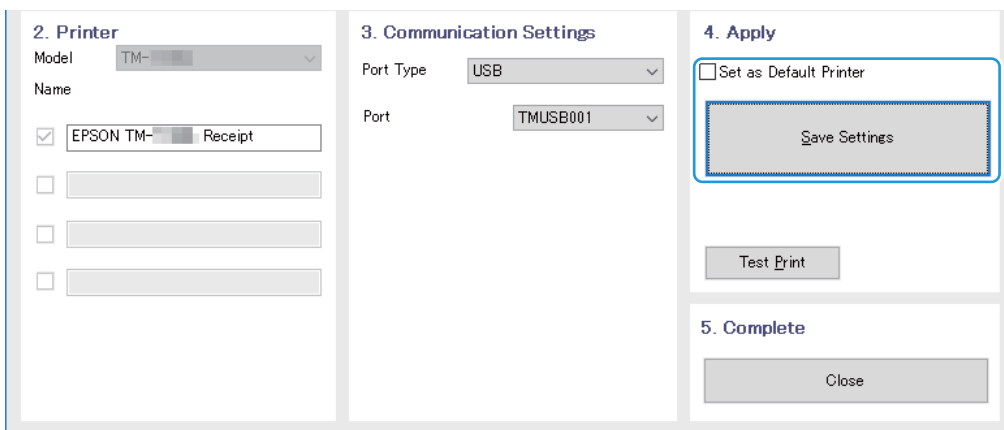 2. Printer
Model TM-
Name
EPSON TM- Receipt
3. Communication Settings
Port Type USB
Port TMUSB001
4. Apply
Set as Default Printer
Save Settings
Test Print
5. Complete
Close